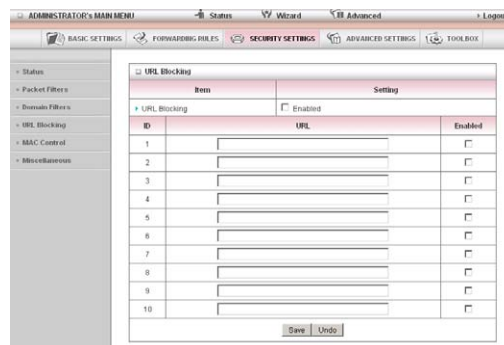 ADMINISTRATOR's MAIN MENU Status Wizard Advanced Logout
BASIC SETTINGS FORWARDING RULES SECURITY SETTINGS ADVANCED SETTINGS TOOLBOX
Status
Packet Filters
Domain Filters
URL Blocking
MAC Control
Miscellaneous
URL Blocking
Item Setting
URL Blocking Enabled
ID URL Enabled
1
2
3
4
5
6
7
8
9
10
Save Undo